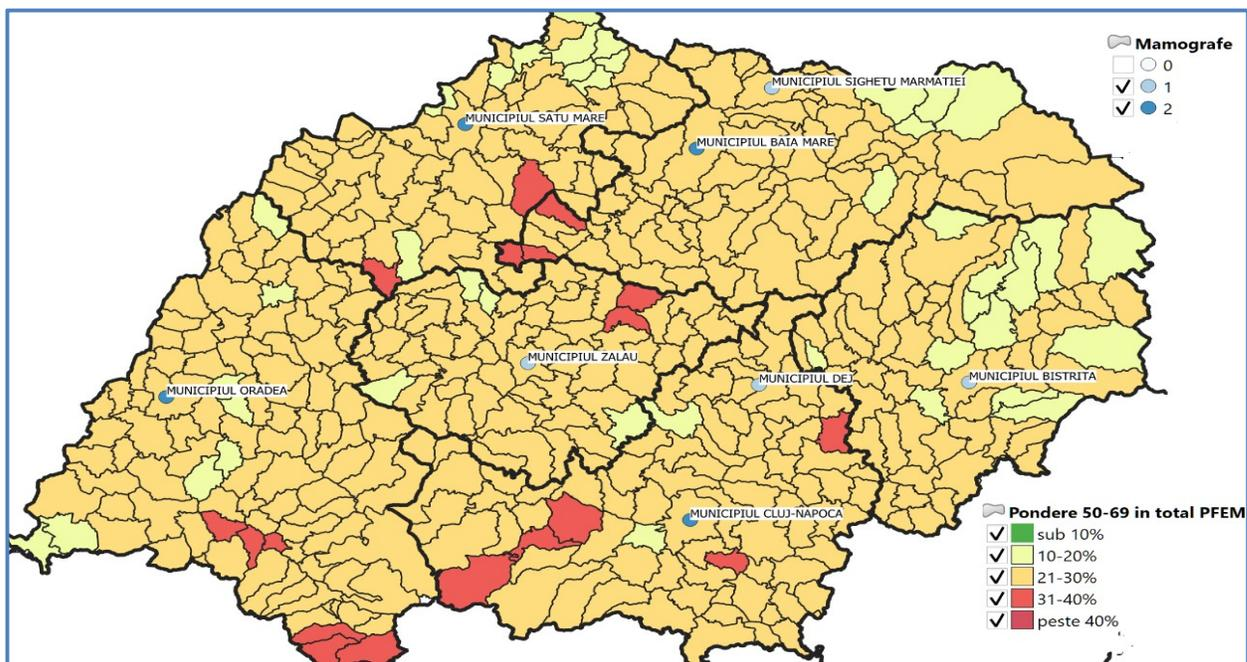 Mamografe
0
MUNICIPIUL SIGHETU MARMATIEI
1
2
MUNICIPIUL SATU MARE
MUNICIPIUL BAIA MARE
MUNICIPIUL ZALAU
MUNICIPIUL DEJ
MUNICIPIUL BISTRITA
MUNICIPIUL ORADEA
MUNICIPIUL CLUJ-NAPOCA
Pondere 50-69 in total PFEM
sub 10%
10-20%
21-30%
31-40%
peste 40%